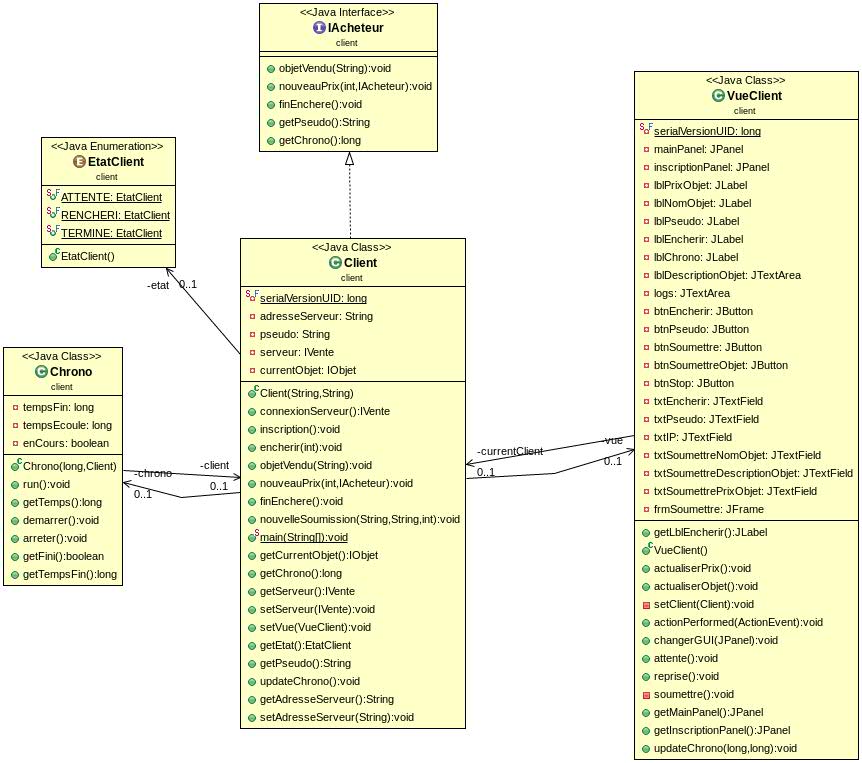 <<Java Interface>>
IAcheteur
client
objetVendu(String):void
nouveauPrix(int,IAcheteur):void
finEnchere():void
getPseudo():String
getChrono():long
<<Java Enumeration>>
EtatClient
client
ATTENTE: EtatClient
RENCHERI: EtatClient
TERMINE: EtatClient
EtatClient()
-etat
0..1
<<Java Class>>
Chrono
client
tempsFin: long
tempsEcoule: long
enCours: boolean
Chrono(long,Client)
run():void
getTemps():long
demarrer():void
arreter():void
getFini():boolean
getTempsFin():long
-client
-chrono
0..1
0..1
<<Java Class>>
Client
client
serialVersionUID: long
adresseServeur: String
pseudo: String
serveur: IVente
currentObjet: IObjet
Client(String,String)
connexionServeur():IVente
inscription():void
encherir(int):void
objetVendu(String):void
nouveauPrix(int,IAcheteur):void
finEnchere():void
nouvelleSoumission(String,String,int):void
main(String[]):void
getCurrentObjet():IObjet
getChrono():long
getServeur():IVente
setServeur(IVente):void
setVue(VueClient):void
getEtat():EtatClient
getPseudo():String
updateChrono():void
getAdresseServeur():String
setAdresseServeur(String):void
-vue
-currentClient
0..1
0..1
<<Java Class>>
VueClient
client
serialVersionUID: long
mainPanel: JPanel
inscriptionPanel: JPanel
lblPrixObjet: JLabel
lblNomObjet: JLabel
lblPseudo: JLabel
lblEncherir: JLabel
lblChrono: JLabel
lblDescriptionObjet: JTextArea
logs: JTextArea
btnEncherir: JButton
btnPseudo: JButton
btnSoumettre: JButton
btnSoumettreObjet: JButton
btnStop: JButton
txtEncherir: JTextField
txtPseudo: JTextField
txtIP: JTextField
txtSoumettreNomObjet: JTextField
txtSoumettreDescriptionObjet: JTextField
txtSoumettrePrixObjet: JTextField
frmSoumettre: JFrame
getLblEncherir():JLabel
VueClient()
actualiserPrix():void
actualiserObjet():void
setClient(Client):void
actionPerformed(ActionEvent):void
changerGUI(JPanel):void
attente():void
reprise():void
soumettre():void
getMainPanel():JPanel
getInscriptionPanel():JPanel
updateChrono(long,long):void